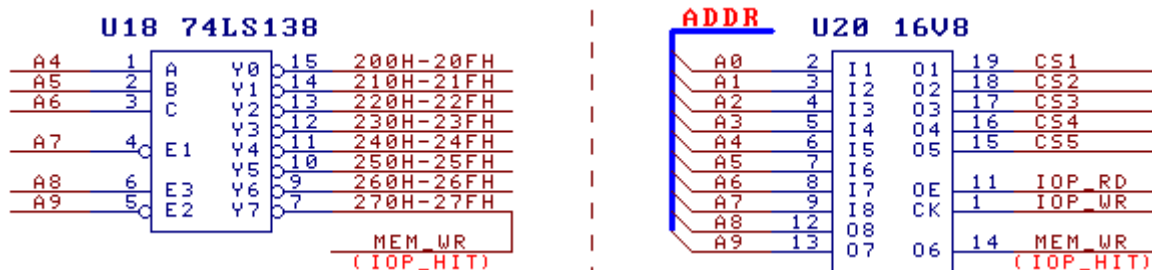 U18 74LS138
A4 1 A Y0 15 200H-20FH
A5 2 B Y1 14 210H-21FH
A6 3 C Y2 13 220H-22FH
Y3 12 230H-23FH
A7 4 E1 Y4 11 240H-24FH
Y5 10 250H-25FH
A8 6 E3 Y6 9 260H-26FH
A9 5 E2 Y7 7 270H-27FH
MEM_WR
(IOP_HIT)
ADDR
U20 16V8
A0 2 I1 O1 19 CS1
A1 3 I2 O2 18 CS2
A2 4 I3 O3 17 CS3
A3 5 I4 O4 16 CS4
A4 6 I5 O5 15 CS5
A5 7 I6
A6 8 I7 OE 11 IOP_RD
A7 9 I8 CK 1 IOP_WR
A8 12 O8
A9 13 O7 O6 14 MEM_WR
(IOP_HIT)